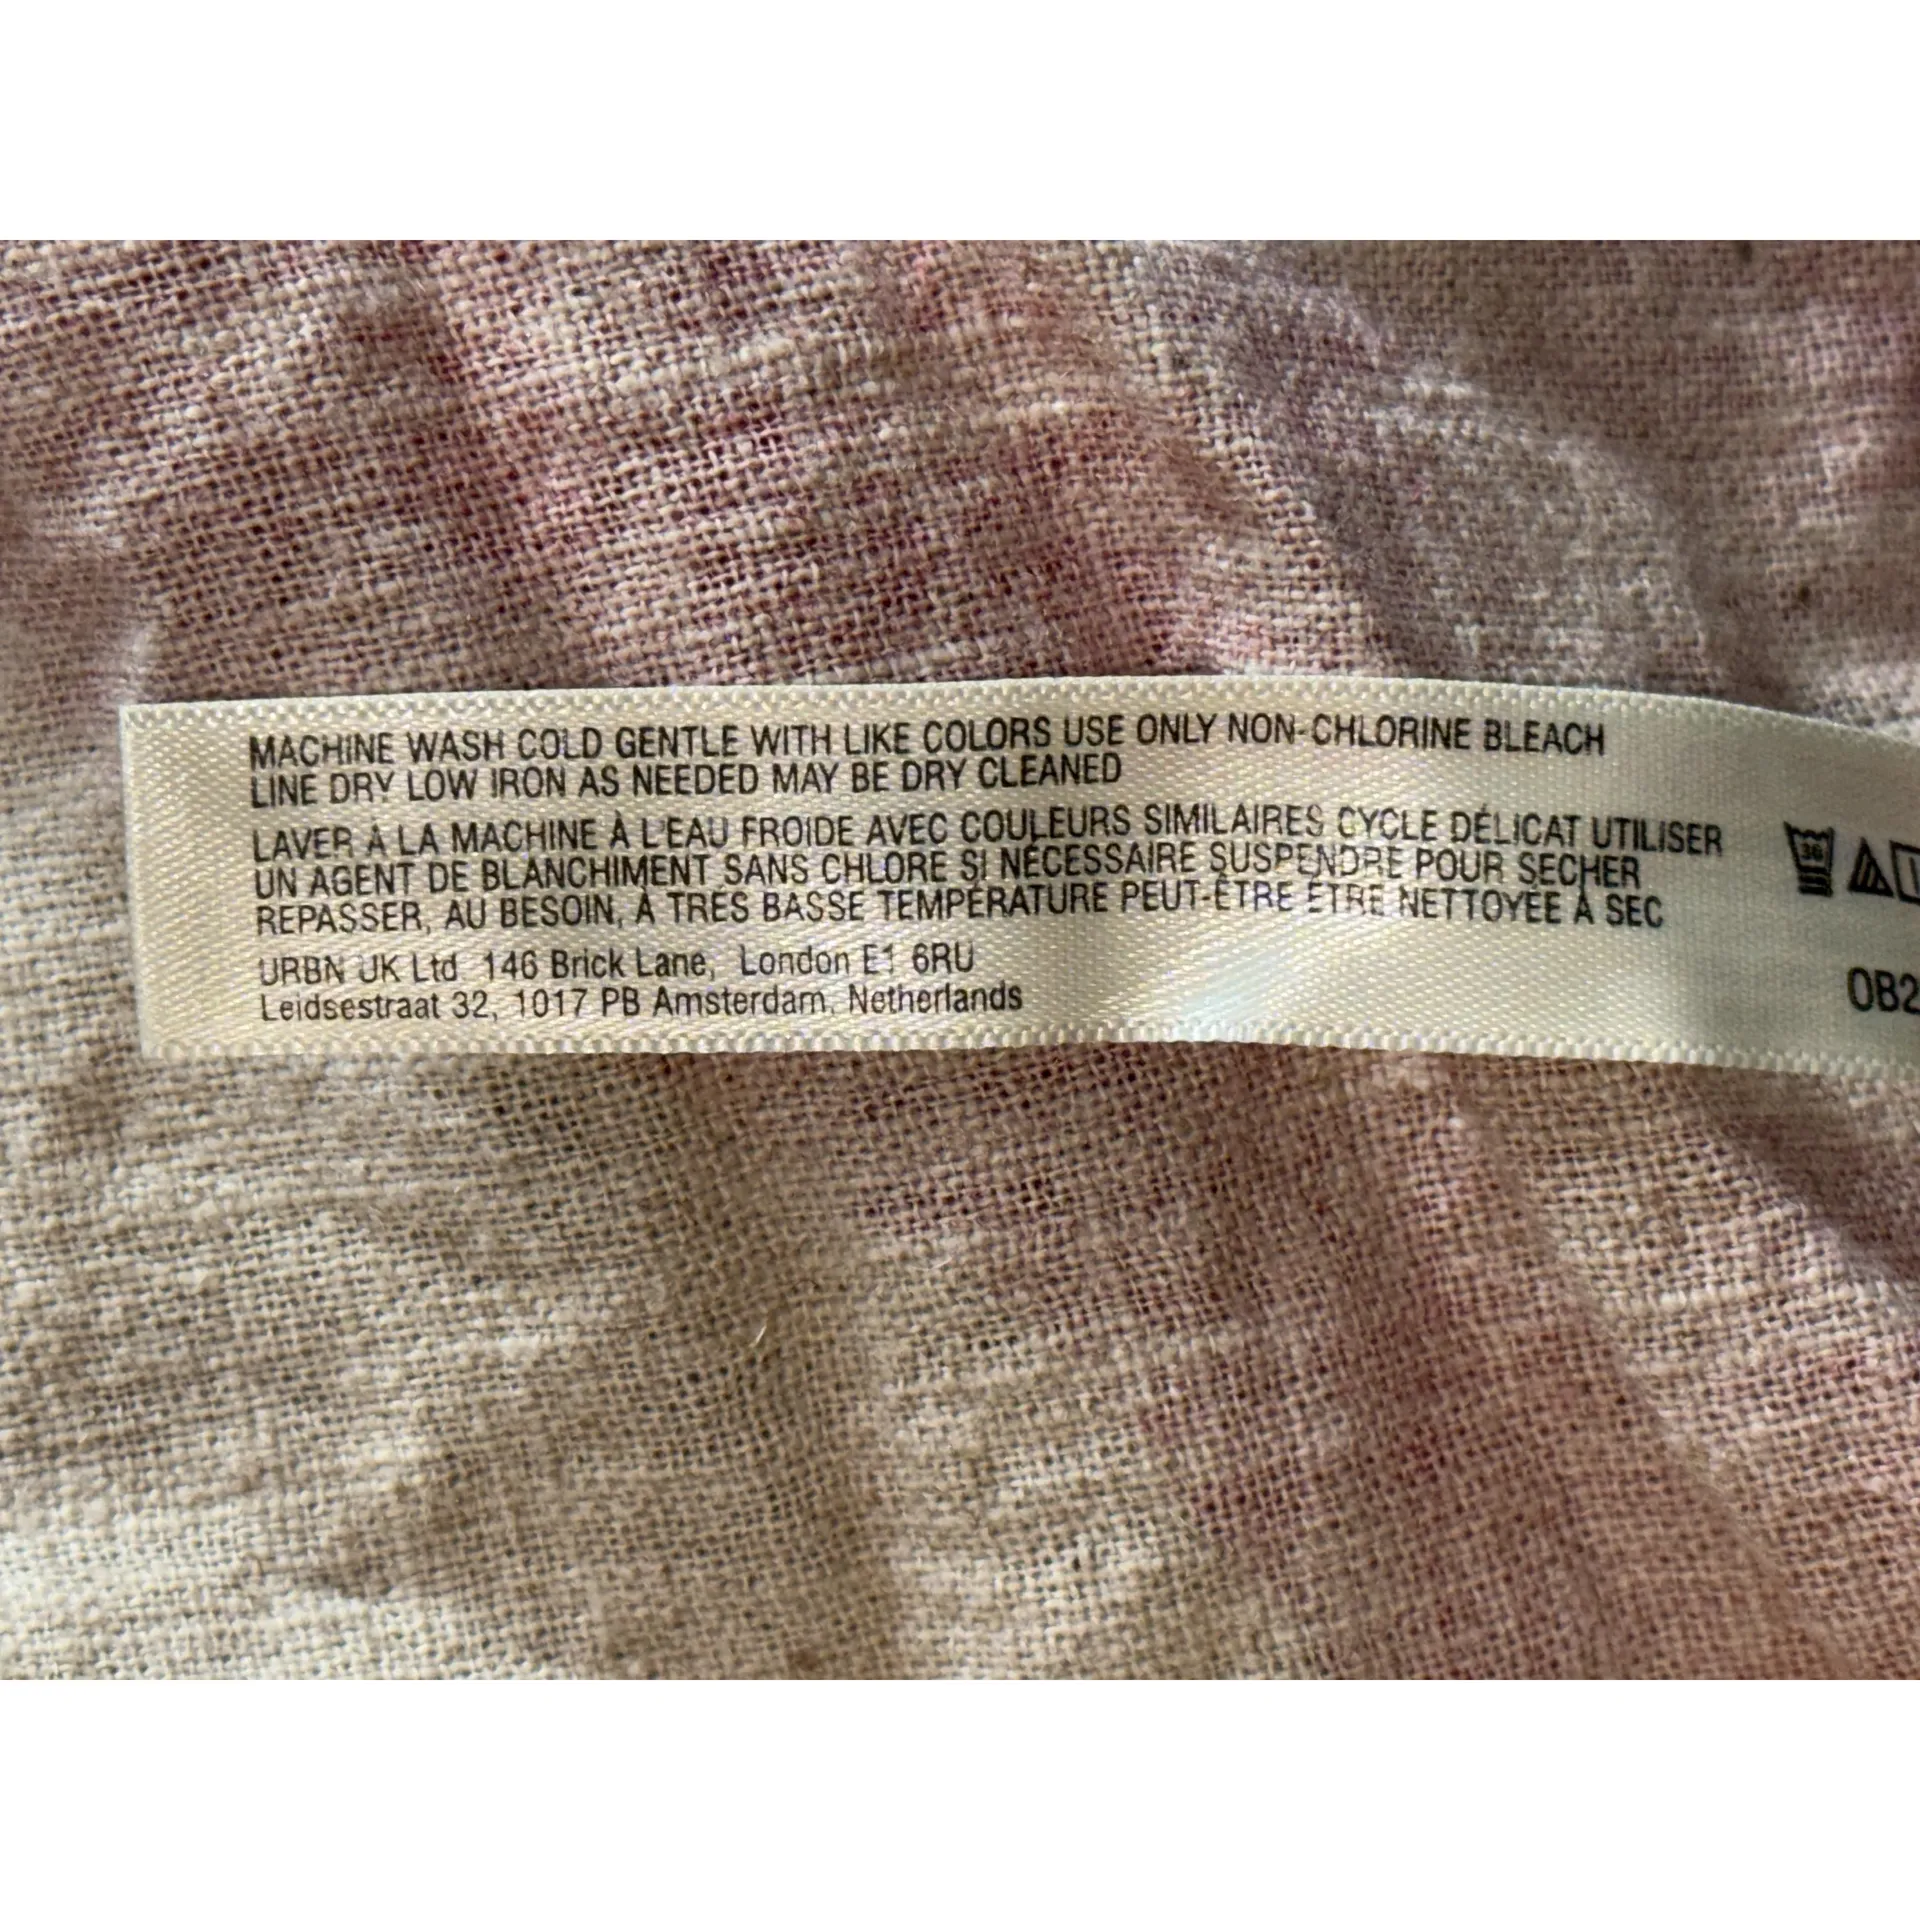 MACHINE WASH COLD GENTLE WITH LIKE COLORS USE ONLY NON-CHLORINE BLEACH
LINE DRY LOW IRON AS NEEDED MAY BE DRY CLEANED
LAVER À LA MACHINE À L'EAU FROIDE AVEC COULEURS SIMILAIRES CYCLE DÉLICAT UTILISER
UN AGENT DE BLANCHIMENT SANS CHLORE SI NÉCESSAIRE SUSPENDRE POUR SECHER
REPASSER, AU BESOIN, À TRÈS BASSE TEMPÉRATURE PEUT-ÊTRE ÊTRE NETTOYÉE À SEC
URBN UK Ltd. 146 Brick Lane, London E1 6RU
Leidsestraat 32, 1017 PB Amsterdam, Netherlands
30
OB2